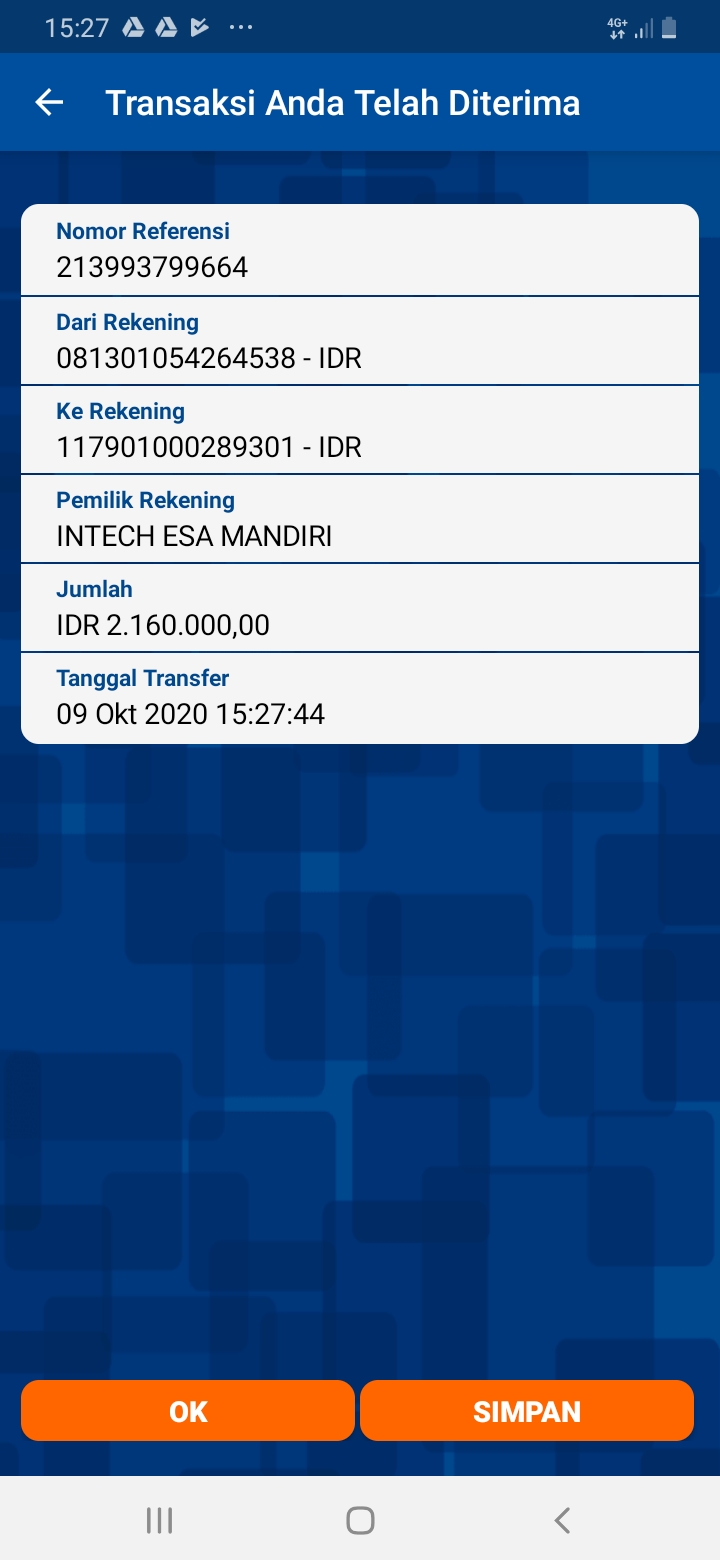 15:27
4G+
Transaksi Anda Telah Diterima
Nomor Referensi
213993799664
Dari Rekening
081301054264538 - IDR
Ke Rekening
117901000289301 - IDR
Pemilik Rekening
INTECH ESA MANDIRI
Jumlah
IDR 2.160.000,00
Tanggal Transfer
09 Okt 2020 15:27:44
OK
SIMPAN